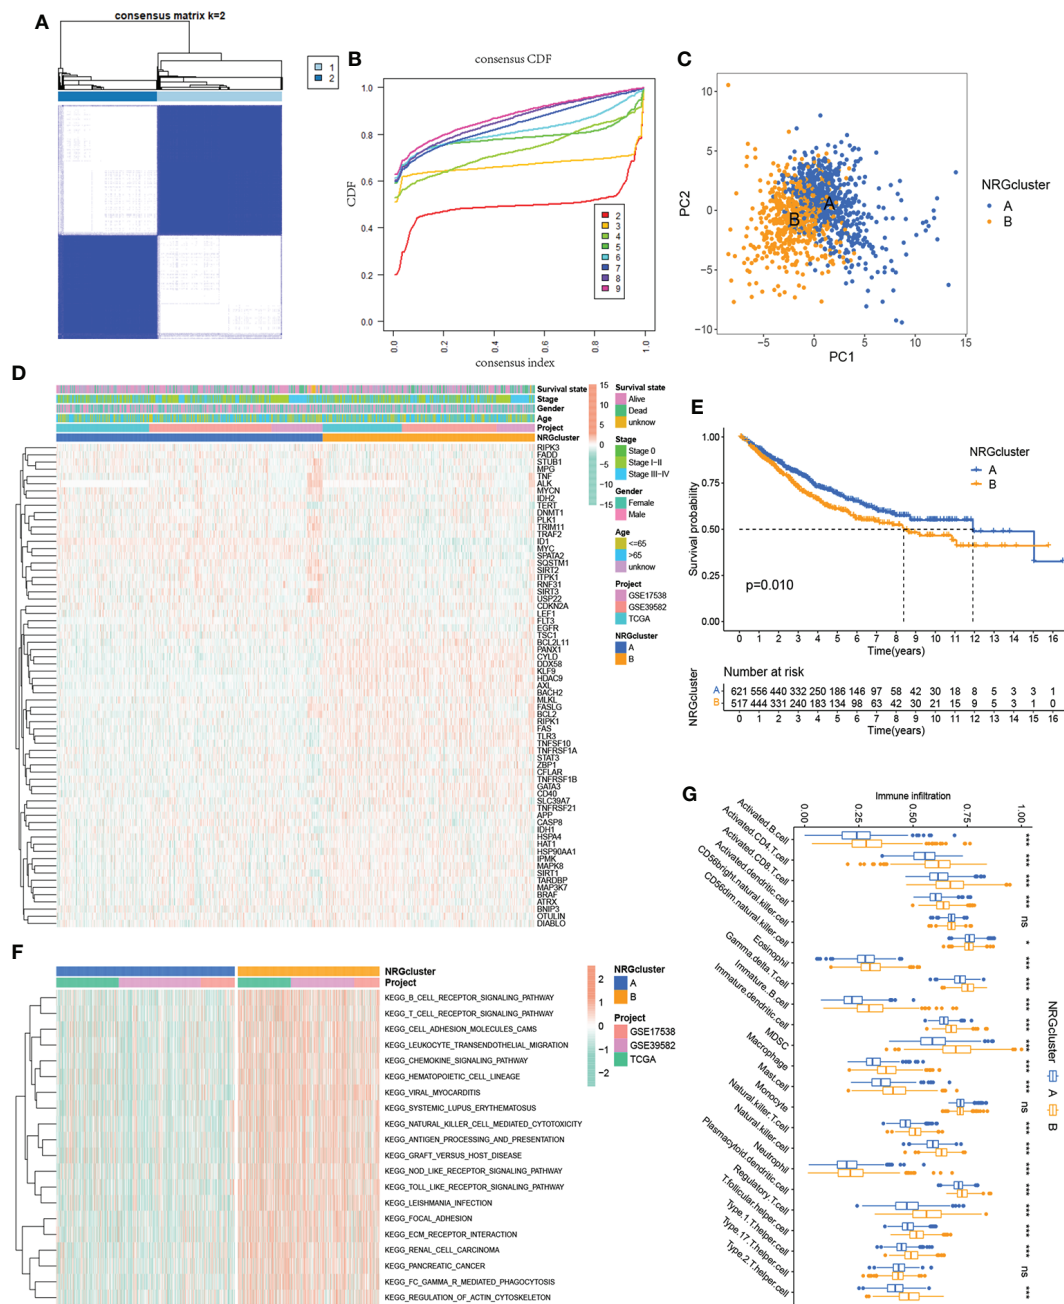 A
consensus matrix k=2
1
2
B
consensus CDF
CDF
1.0
0.8
0.6
0.4
0.2
0.0
2
3
4
5
6
7
8
9
0.0 0.2 0.4 0.6 0.8 1.0
consensus index
C
PC2
10
5
0
−5
−10
A
B
−5 0 5 10 15
PC1
NRGcluster
A
B
D
Survival state
Stage
Gender
Age
Project
NRGcluster
RIPK3
FADD
STUB1
MPG
TNF
ALK
MYCN
IDH2
TERT
DNMT1
PLK1
TRIM11
TRAF2
ID1
MYC
SPATA2
SQSTM1
SIRT2
ITPK1
RNF31
SIRT3
USP22
CDKN2A
LEF1
FLT3
EGFR
TSC1
BCL2L11
PANX1
CYLD
DDX58
KLF9
HDAC9
AXL
BACH2
MLKL
FASLG
BCL2
RIPK1
FAS
TLR3
TNFSF10
TNFRSF1A
STAT3
ZBP1
CFLAR
TNFRSF1B
GATA3
CD40
SLC39A7
TNFRSF21
APP
CASP8
IDH1
HSPA4
HAT1
HSP90AA1
IPMK
MAPK8
SIRT1
TARDBP
MAP3K7
BRAF
ATRX
BNIP3
OTULIN
DIABLO
15
10
5
0
−5
−10
−15
Survival state
Alive
Dead
unknow
Stage
Stage 0
Stage I−II
Stage III−IV
Gender
Female
Male
Age
<=65
>65
unknow
Project
GSE17538
GSE39582
TCGA
NRGcluster
A
B
E
NRGcluster
A
B
Survival probability
1.00
0.75
0.50
0.25
0.00
p=0.010
0 1 2 3 4 5 6 7 8 9 10 11 12 13 14 15 16
Time(years)
Number at risk
NRGcluster
A 621 556 440 332 250 186 146 97 58 42 30 18 8 5 3 3 1
B 517 444 331 240 183 134 98 63 42 30 21 15 9 5 3 1 0
0 1 2 3 4 5 6 7 8 9 10 11 12 13 14 15 16
Time(years)
F
NRGcluster
Project
KEGG_B_CELL_RECEPTOR_SIGNALING_PATHWAY
KEGG_T_CELL_RECEPTOR_SIGNALING_PATHWAY
KEGG_CELL_ADHESION_MOLECULES_CAMS
KEGG_LEUKOCYTE_TRANSENDOTHELIAL_MIGRATION
KEGG_CHEMOKINE_SIGNALING_PATHWAY
KEGG_HEMATOPOIETIC_CELL_LINEAGE
KEGG_VIRAL_MYOCARDITIS
KEGG_SYSTEMIC_LUPUS_ERYTHEMATOSUS
KEGG_NATURAL_KILLER_CELL_MEDIATED_CYTOTOXICITY
KEGG_ANTIGEN_PROCESSING_AND_PRESENTATION
KEGG_GRAFT_VERSUS_HOST_DISEASE
KEGG_NOD_LIKE_RECEPTOR_SIGNALING_PATHWAY
KEGG_TOLL_LIKE_RECEPTOR_SIGNALING_PATHWAY
KEGG_LEISHMANIA_INFECTION
KEGG_FOCAL_ADHESION
KEGG_ECM_RECEPTOR_INTERACTION
KEGG_RENAL_CELL_CARCINOMA
KEGG_PANCREATIC_CANCER
KEGG_FC_GAMMA_R_MEDIATED_PHAGOCYTOSIS
KEGG_REGULATION_OF_ACTIN_CYTOSKELETON
2
1
0
−1
−2
NRGcluster
A
B
Project
GSE17538
GSE39582
TCGA
G
Immune infiltration
0.00 0.25 0.50 0.75 1.00
Activated.B.cell
Activated.CD4.T.cell
Activated.CD8.T.cell
Activated.dendritic.cell
CD56bright.natural.killer.cell
CD56dim.natural.killer.cell
Eosinophil
Gamma.delta.T.cell
Immature..B.cell
Immature.dendritic.cell
MDSC
Macrophage
Mast.cell
Monocyte
Natural.killer.T.cell
Natural.killer.cell
Neutrophil
Plasmacytoid.dendritic.cell
Regulatory.T.cell
T.follicular.helper.cell
Type.1.T.helper.cell
Type.17.T.helper.cell
Type.2.T.helper.cell
***
***
***
***
ns
*
***
***
***
***
***
***
***
ns
***
***
***
***
***
***
***
ns
***
NRGcluster A B